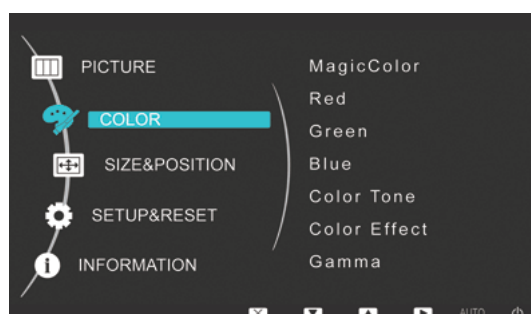 PICTURE
COLOR
SIZE&POSITION
SETUP&RESET
INFORMATION
MagicColor
Red
Green
Blue
Color Tone
Color Effect
Gamma
AUTO